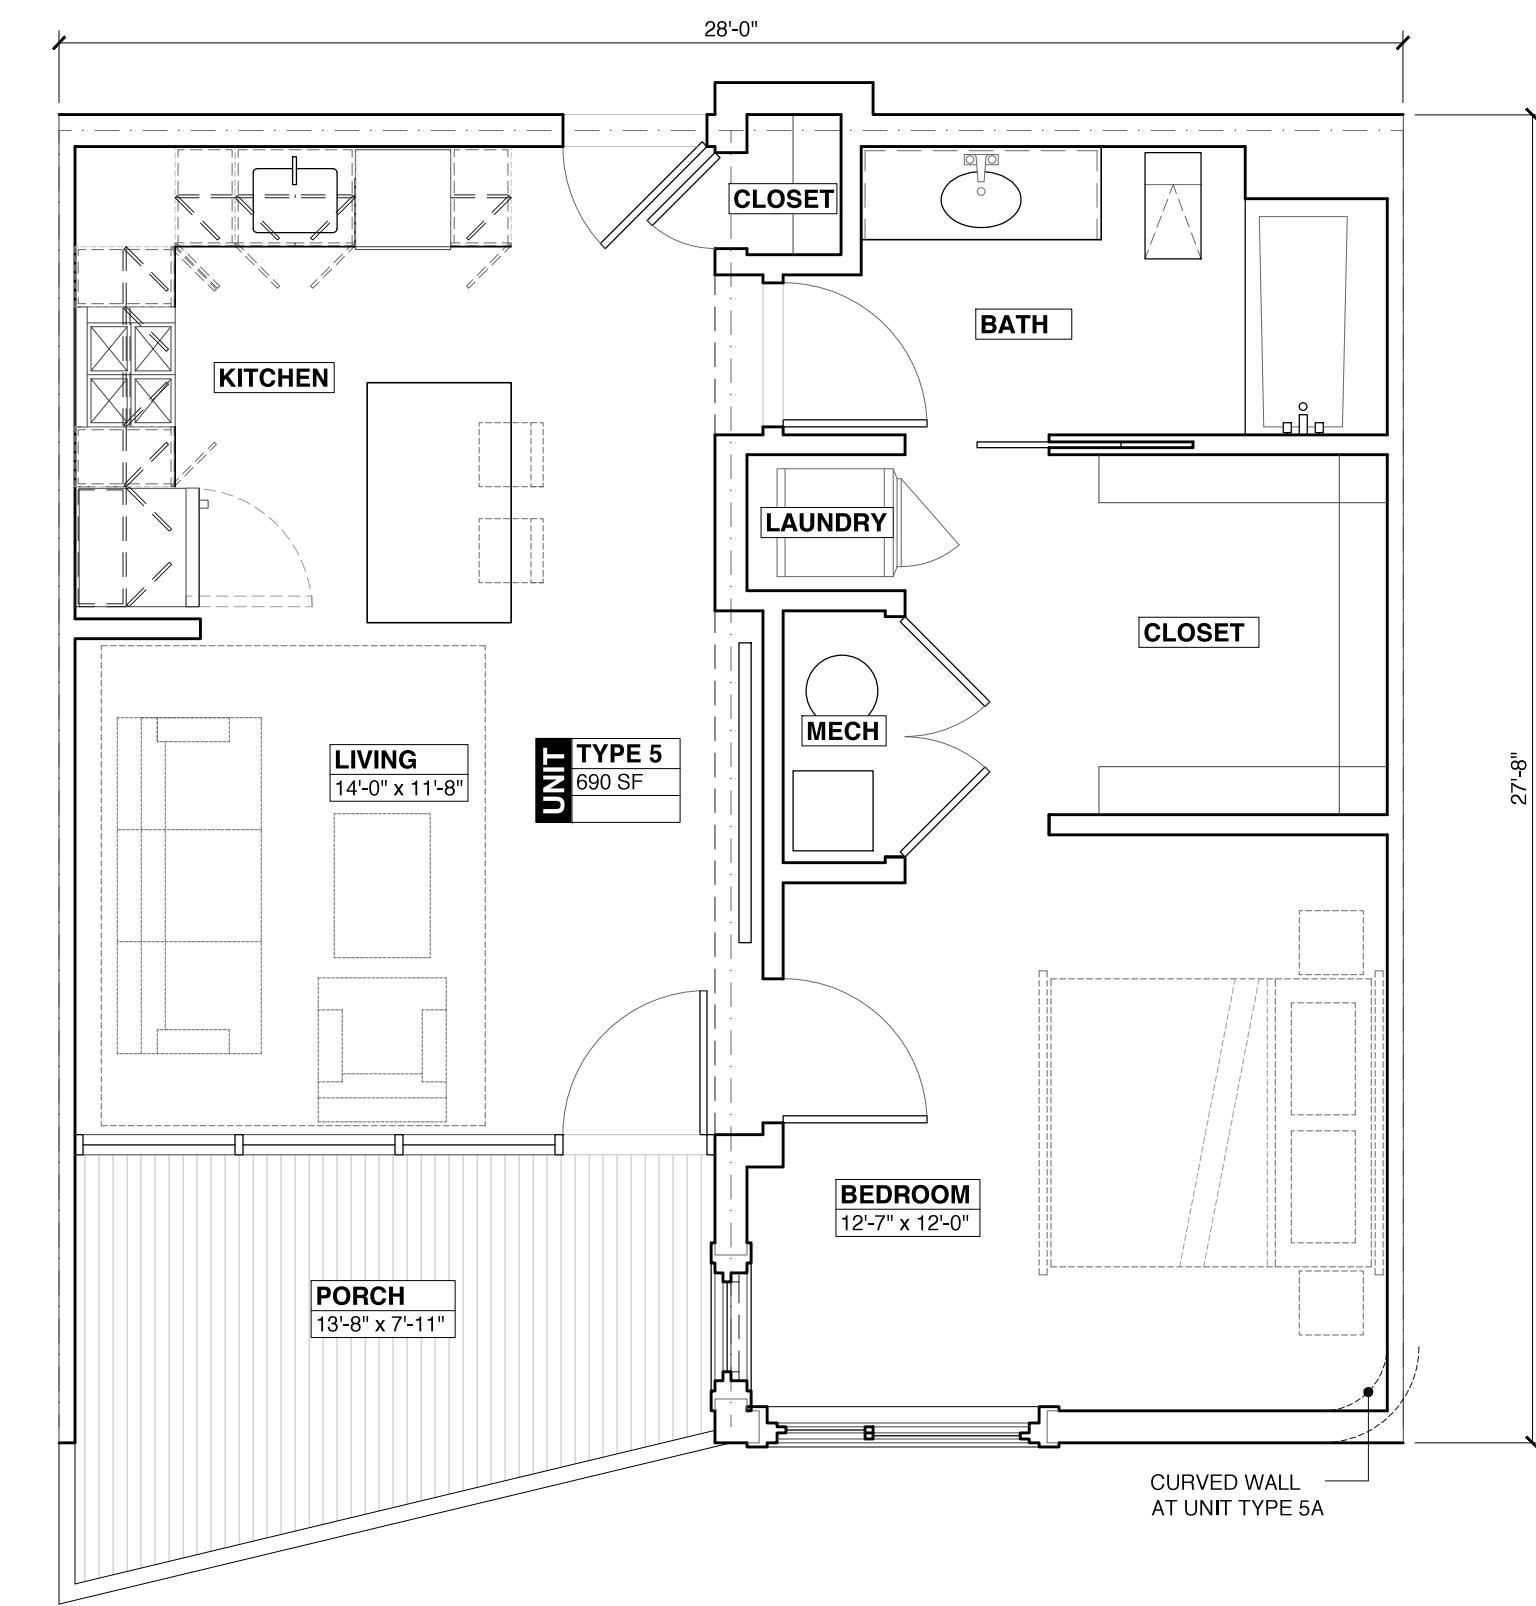 28'-0"
CLOSET
BATH
KITCHEN
LAUNDRY
CLOSET
MECH
LIVING
14'-0" x 11'-8"
UNIT
TYPE 5
690 SF
27'-8"
BEDROOM
12'-7" x 12'-0"
PORCH
13'-8" x 7'-11"
CURVED WALL
AT UNIT TYPE 5A